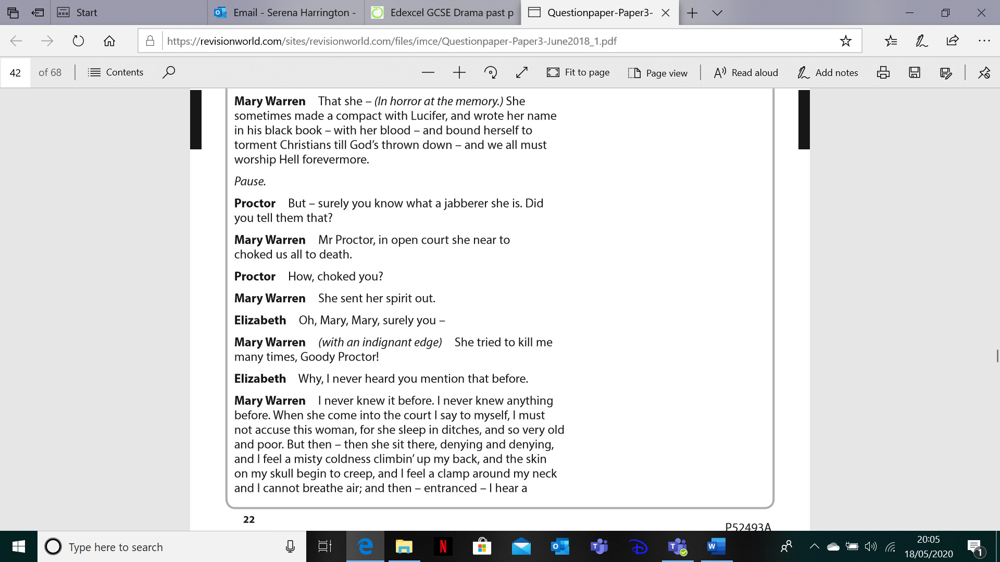 Start
Email - Serena Harrington -
Edexcel GCSE Drama past p
Questionpaper-Paper3-
https://revisionworld.com/sites/revisionworld.com/files/imce/Questionpaper-Paper3-June2018_1.pdf
42 of 68
Contents
Fit to page
Page view
Read aloud
Add notes
Mary Warren That she – (In horror at the memory.) She
sometimes made a compact with Lucifer, and wrote her name
in his black book – with her blood – and bound herself to
torment Christians till God’s thrown down – and we all must
worship Hell forevermore.
Pause.
Proctor But – surely you know what a jabberer she is. Did
you tell them that?
Mary Warren Mr Proctor, in open court she near to
choked us all to death.
Proctor How, choked you?
Mary Warren She sent her spirit out.
Elizabeth Oh, Mary, Mary, surely you –
Mary Warren (with an indignant edge) She tried to kill me
many times, Goody Proctor!
Elizabeth Why, I never heard you mention that before.
Mary Warren I never knew it before. I never knew anything
before. When she come into the court I say to myself, I must
not accuse this woman, for she sleep in ditches, and so very old
and poor. But then – then she sit there, denying and denying,
and I feel a misty coldness climbin’ up my back, and the skin
on my skull begin to creep, and I feel a clamp around my neck
and I cannot breathe air; and then – entranced – I hear a
22
P52493A
Type here to search
20:05
18/05/2020
1